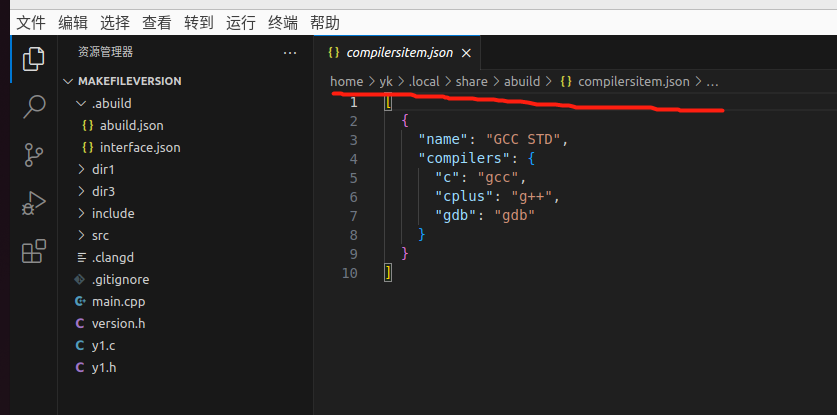 文件 编辑 选择 查看 转到 运行 终端 帮助
资源管理器 ...
MAKEFILEVERSION
.abuild
{} abuild.json
{} interface.json
dir1
dir3
include
src
.clangd
.gitignore
main.cpp
C version.h
C y1.c
C y1.h
{} compilersitem.json ×
home > yk > .local > share > abuild > {} compilersitem.json > ...
1 [
2 {
3 "name": "GCC STD",
4 "compilers": {
5 "c": "gcc",
6 "cplus": "g++",
7 "gdb": "gdb"
8 }
9 }
10 ]